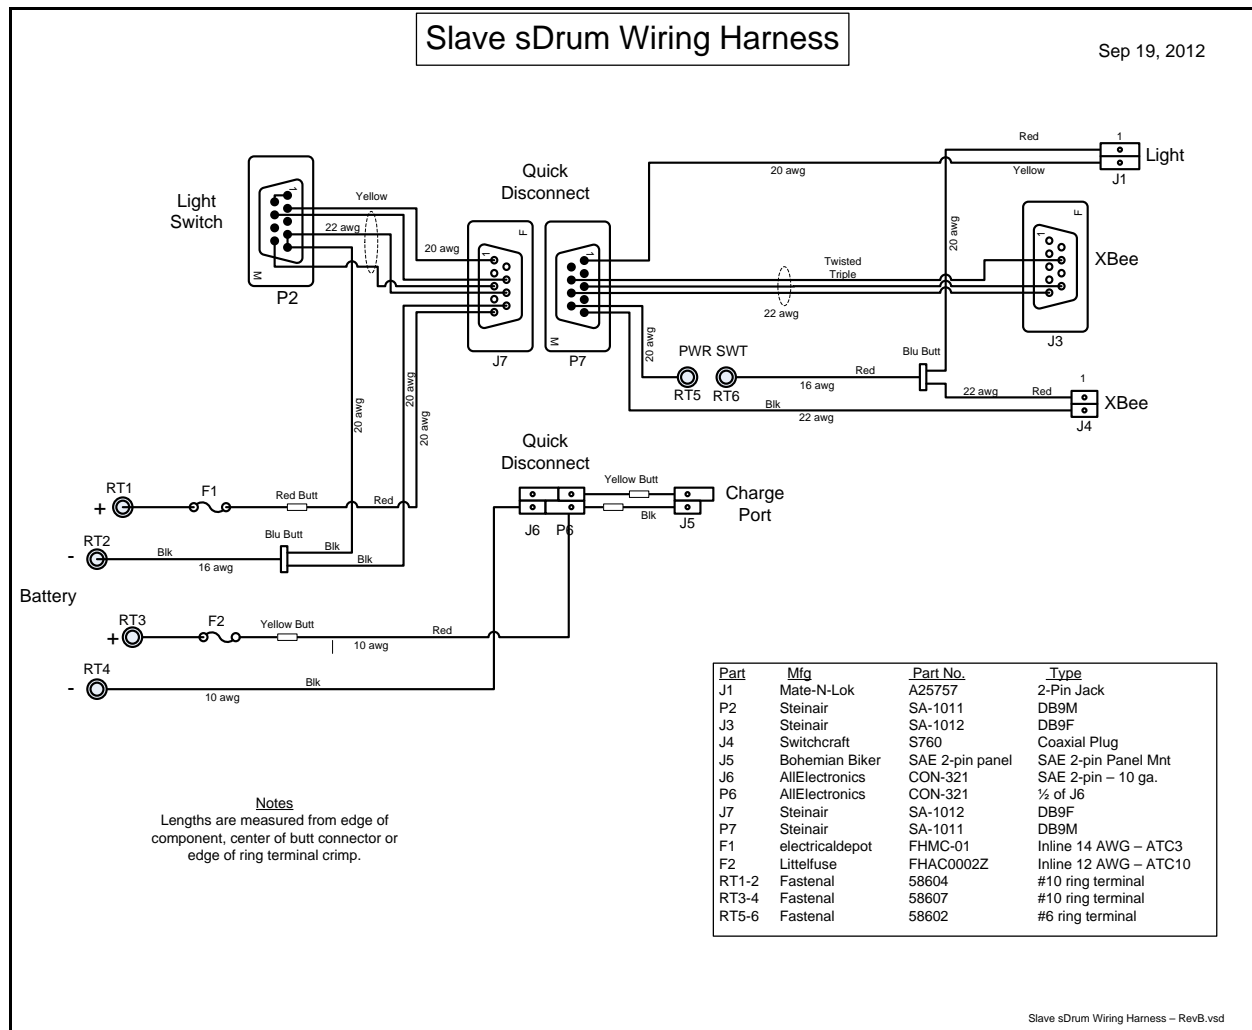 Slave sDrum Wiring Harness
Sep 19, 2012
Light
Switch
P2
M
1
Yellow
22 awg
20 awg
Quick
Disconnect
F
1
J7
1
M
P7
20 awg
Red
1
Yellow
Light
J1
20 awg
Twisted
Triple
22 awg
F
1
XBee
J3
20 awg
PWR SWT
RT5
RT6
Red
16 awg
Blu Butt
22 awg
Red
1
XBee
J4
Blk
22 awg
20 awg
20 awg
20 awg
Quick
Disconnect
Yellow Butt
Blk
J6
P6
J5
Charge
Port
RT1
+
F1
Red Butt
Red
RT2
-
Blk
16 awg
Blu Butt
Blk
Blk
Battery
RT3
+
F2
Yellow Butt
Red
10 awg
RT4
-
Blk
10 awg
Part Mfg Part No. Type
J1 Mate-N-Lok A25757 2-Pin Jack
P2 Steinair SA-1011 DB9M
J3 Steinair SA-1012 DB9F
J4 Switchcraft S760 Coaxial Plug
J5 Bohemian Biker SAE 2-pin panel SAE 2-pin Panel Mnt
J6 AllElectronics CON-321 SAE 2-pin – 10 ga.
P6 AllElectronics CON-321 ½ of J6
J7 Steinair SA-1012 DB9F
P7 Steinair SA-1011 DB9M
F1 electricaldepot FHMC-01 Inline 14 AWG – ATC3
F2 Littelfuse FHAC0002Z Inline 12 AWG – ATC10
RT1-2 Fastenal 58604 #10 ring terminal
RT3-4 Fastenal 58607 #10 ring terminal
RT5-6 Fastenal 58602 #6 ring terminal
Notes
Lengths are measured from edge of
component, center of butt connector or
edge of ring terminal crimp.
Slave sDrum Wiring Harness – RevB.vsd